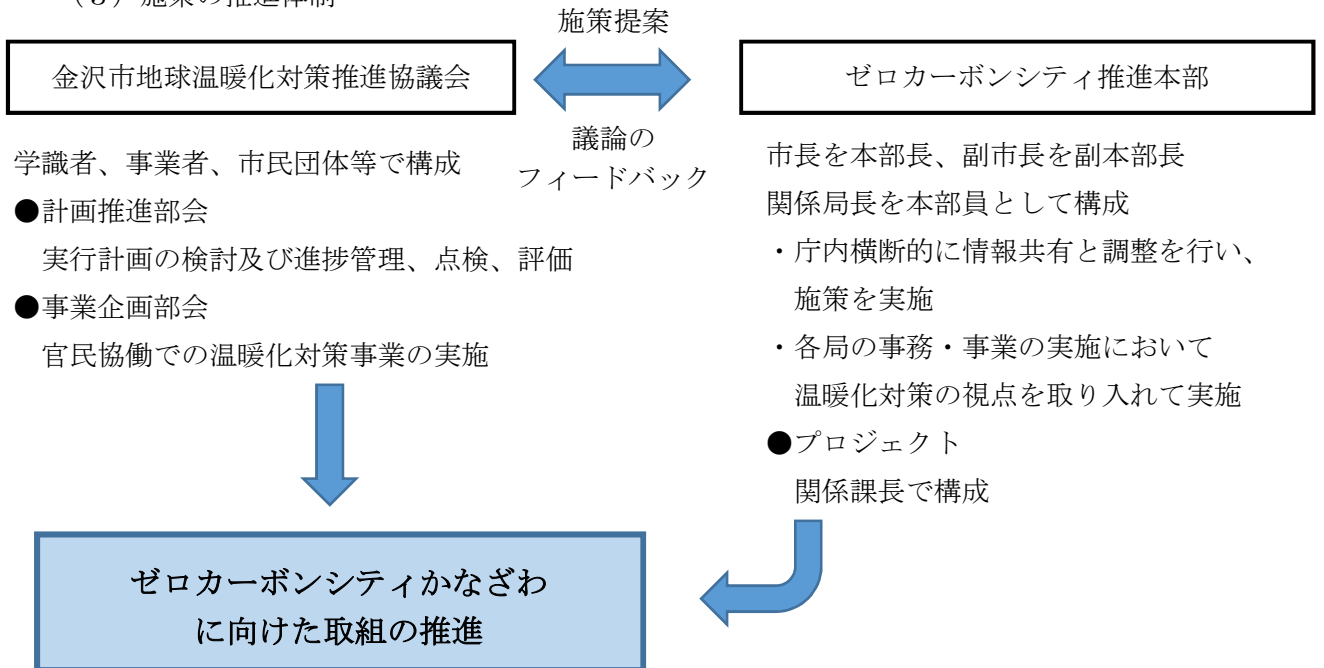 施策の推進体制
施策提案
金沢市地球温暖化対策推進協議会
ゼロカーボンシティ推進本部
議論の
フィードバック
学識者、事業者、市民団体等で構成
●計画推進部会
実行計画の検討及び進捗管理、点検、評価
●事業企画部会
官民協働での温暖化対策事業の実施
市長を本部長、副市長を副本部長
関係局長を本部員として構成
・庁内横断的に情報共有と調整を行い、
施策を実施
・各局の事務・事業の実施において
温暖化対策の視点を取り入れて実施
●プロジェクト
関係課長で構成
ゼロカーボンシティかなざわ
に向けた取組の推進